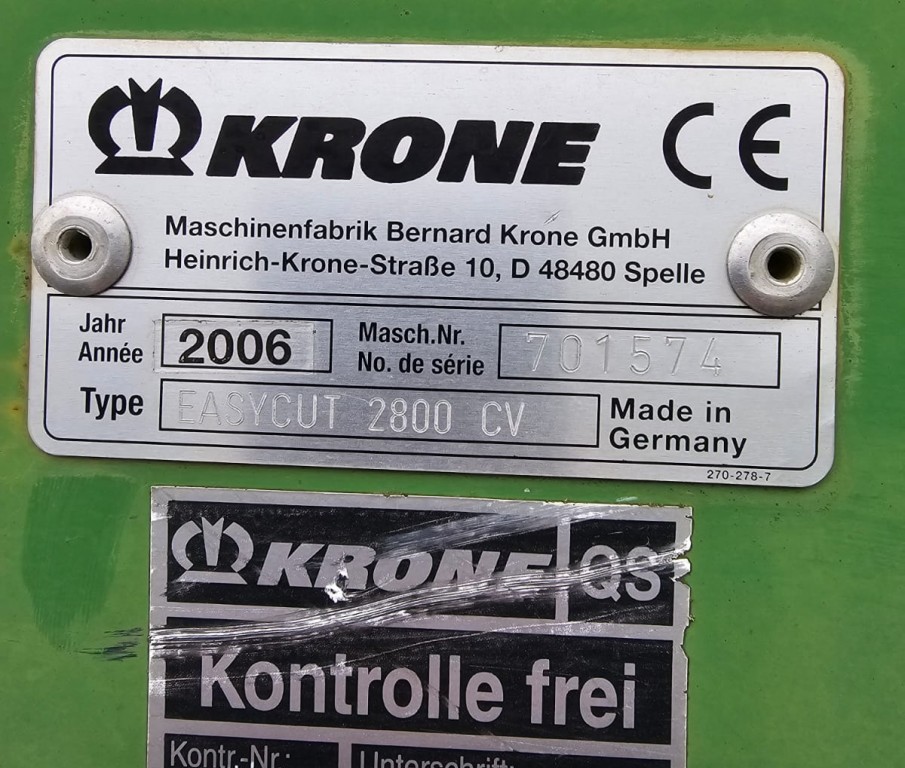 KRONE CE
Maschinenfabrik Bernard Krone GmbH
Heinrich-Krone-Straße 10, D 48480 Spelle
Jahr
Année 2006 Masch.Nr.
No. de série 701574
Type EASYCUT 2800 CV Made in
Germany
270-278-7
KRONE QS
Kontrolle frei
Kontr.-Nr.: Unterschrift: